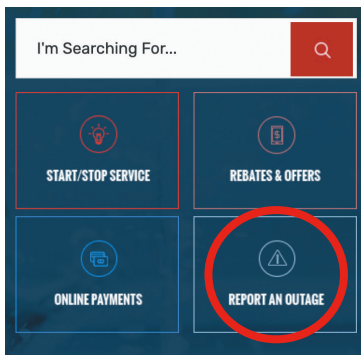 I'm Searching For...
START/STOP SERVICE
REBATES & OFFERS
ONLINE PAYMENTS
REPORT AN OUTAGE